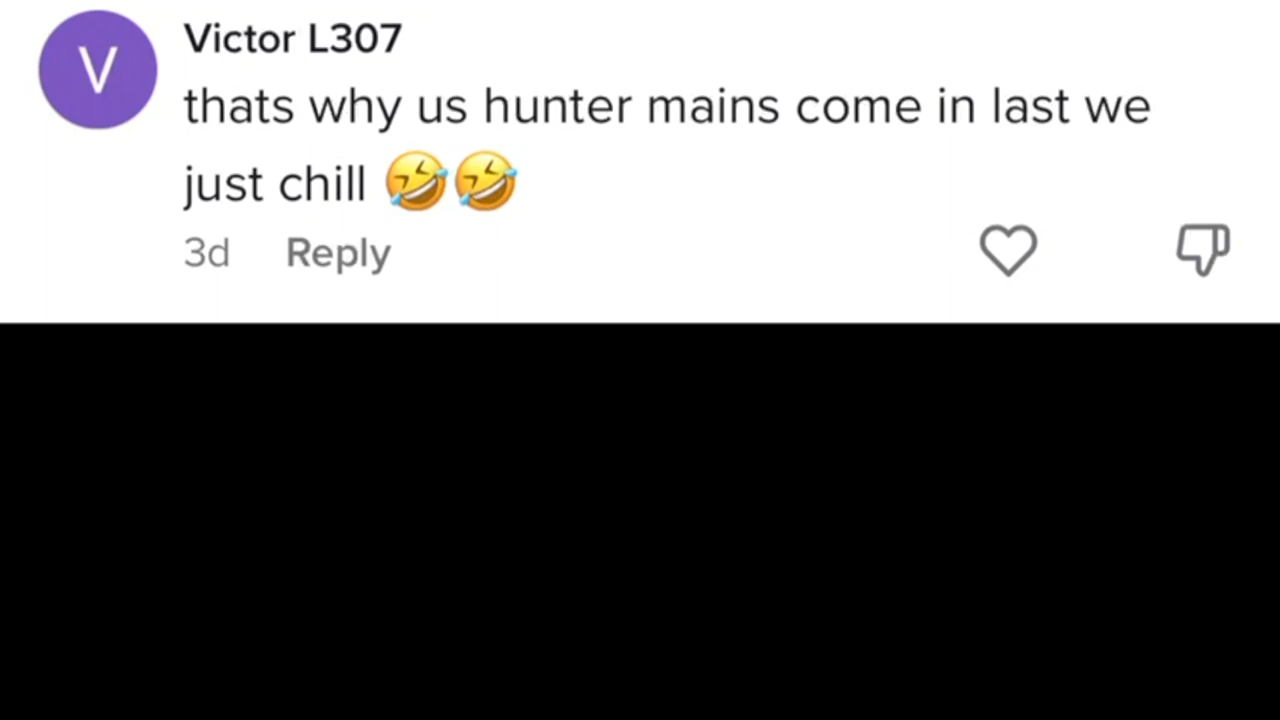 V
Victor L307
thats why us hunter mains come in last we
just chill 🤣🤣
3d Reply